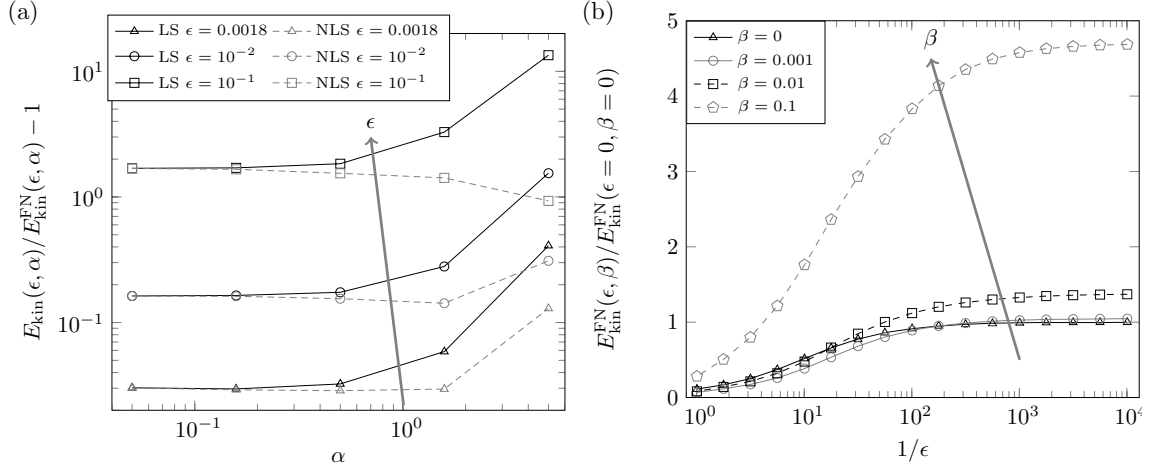 (a)
LS ϵ = 0.0018
NLS ϵ = 0.0018
LS ϵ = 10⁻²
NLS ϵ = 10⁻²
LS ϵ = 10⁻¹
NLS ϵ = 10⁻¹
10¹
10⁰
10⁻¹
E_kin(ϵ, α)/E_kin^FN(ϵ, α) − 1
ϵ
10⁻¹
10⁰
α
(b)
β = 0
β = 0.001
β = 0.01
β = 0.1
5
4
3
2
1
0
E_kin^FN(ϵ, β)/E_kin^FN(ϵ = 0, β = 0)
β
10⁰
10¹
10²
10³
10⁴
1/ϵ